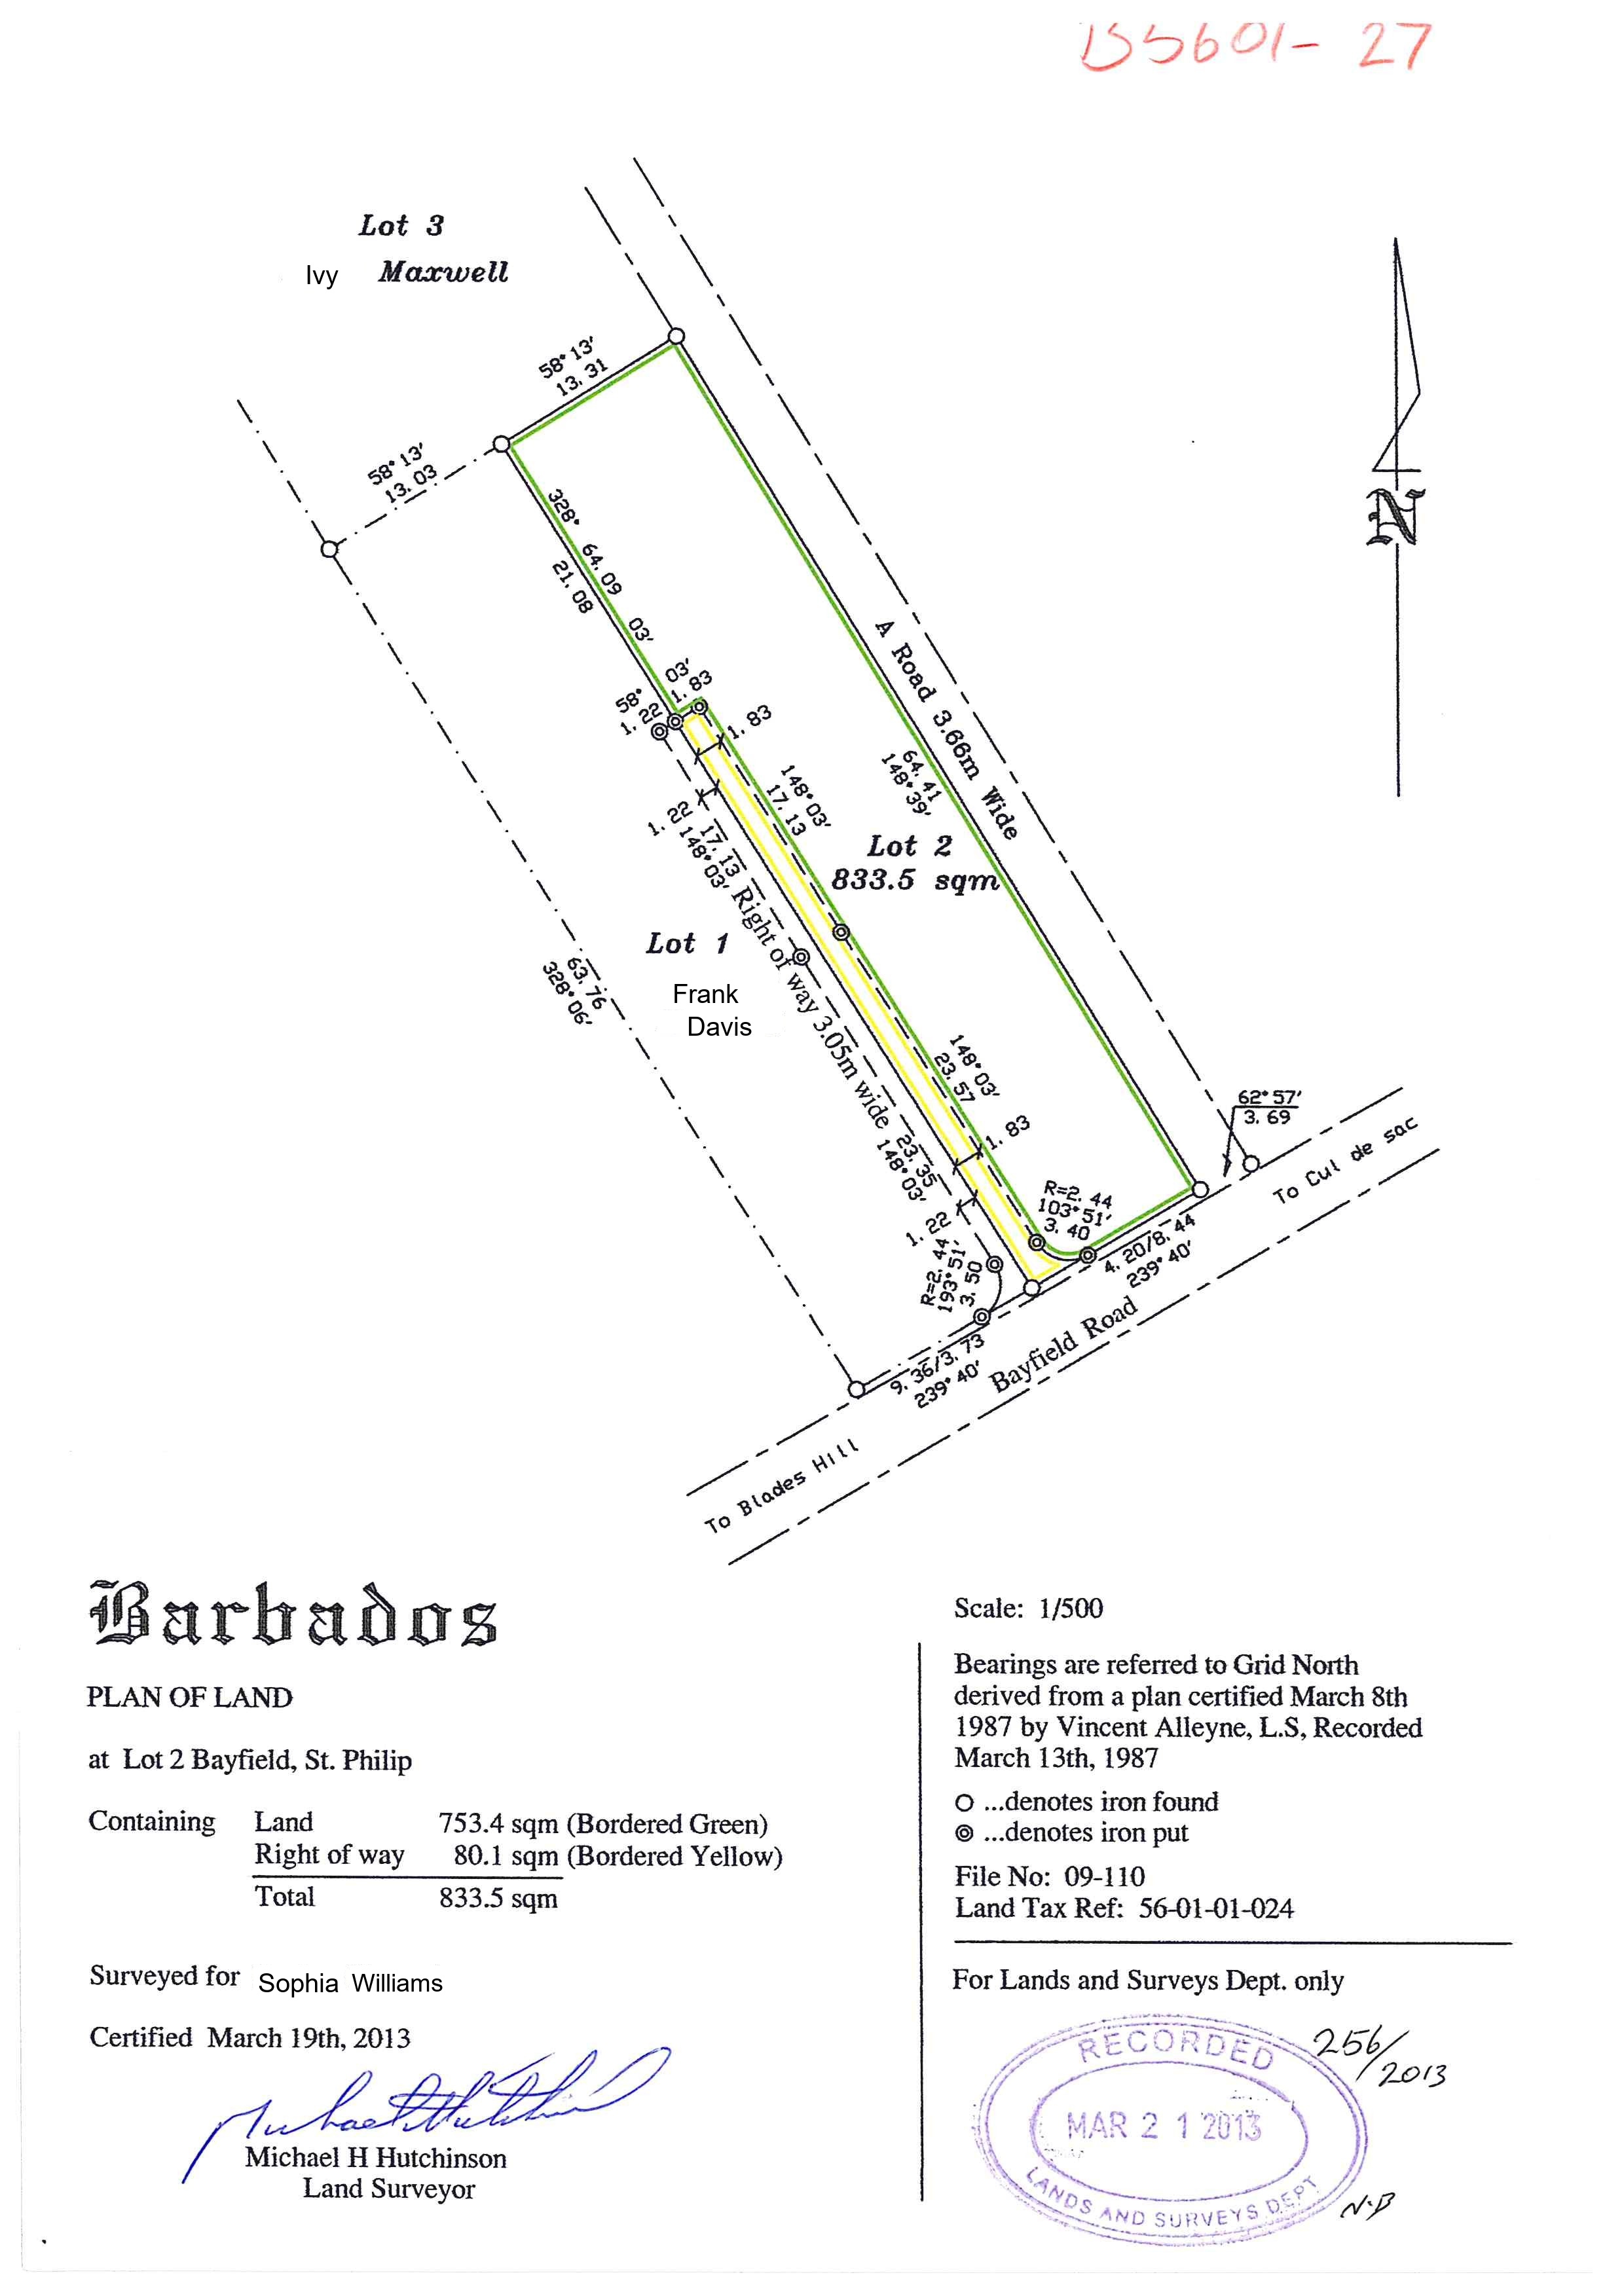 B5601-27
Lot 3
Ivy Maxwell
58° 13'
13. 31
58° 13'
13. 03
328° 64. 09 03'
21. 08
58° 03'
1. 22 1. 83
1. 83
148° 03'
17. 13
1. 22
17. 13
148° 03'
A Road 3.66m Wide
64. 41
148° 39'
Lot 2
833.5 sqm
Lot 1
Frank
Davis
Right of way 3.05m wide
63. 76
328° 06'
148° 03'
23. 57
1. 83
23. 35
148° 03'
1. 22
R=2. 44
103° 51'
3. 40
R=2. 44
193° 51'
3. 50
62° 57'
3. 69
To Cul de sac
4. 20/8. 44
239° 40'
Bayfield Road
9. 36/3. 73
239° 40'
To Blades Hill
N
Barbados
PLAN OF LAND
at Lot 2 Bayfield, St. Philip
Containing Land 753.4 sqm (Bordered Green)
Right of way 80.1 sqm (Bordered Yellow)
Total 833.5 sqm
Surveyed for Sophia Williams
Certified March 19th, 2013
Michael H Hutchinson
Land Surveyor
Scale: 1/500
Bearings are referred to Grid North
derived from a plan certified March 8th
1987 by Vincent Alleyne, L.S, Recorded
March 13th, 1987
O ...denotes iron found
◎ ...denotes iron put
File No: 09-110
Land Tax Ref: 56-01-01-024
For Lands and Surveys Dept. only
RECORDED
MAR 21 2013
LANDS AND SURVEYS DEPT
256/2013
N.B